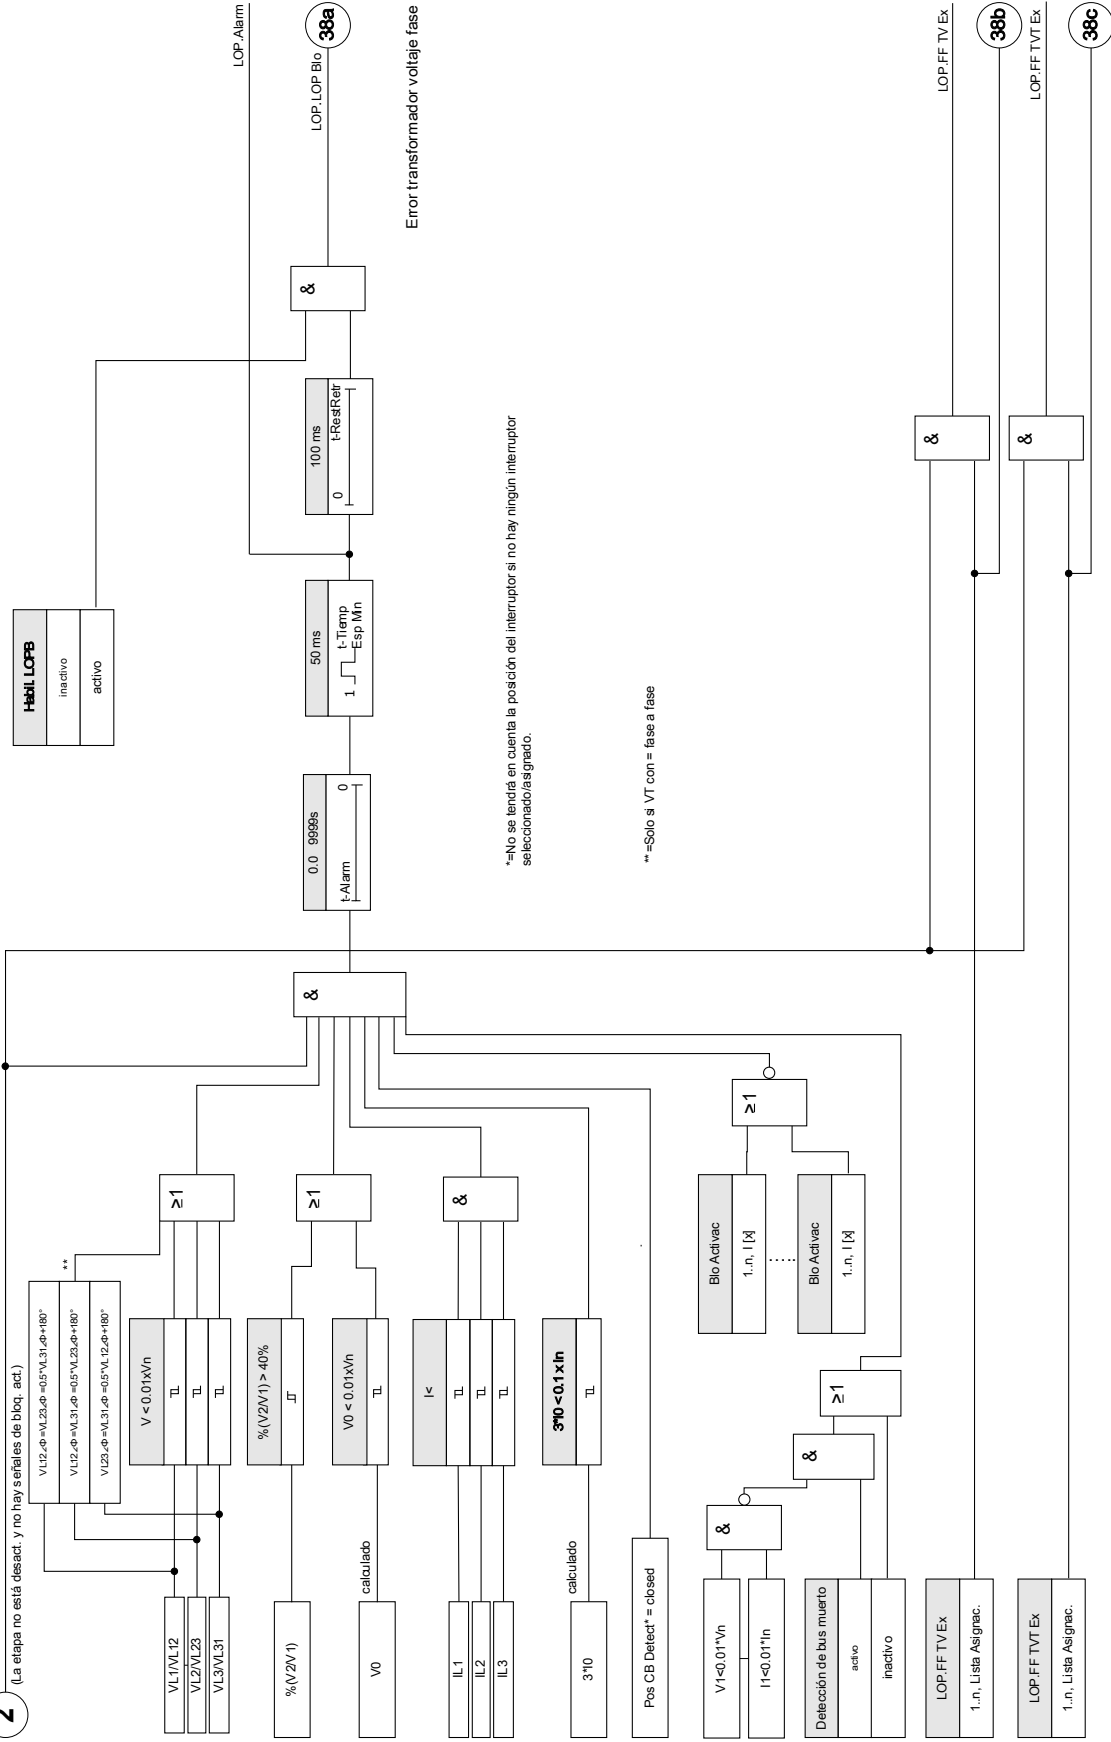 2
(La etapa no está desact. y no hay señales de bloq. act.)
VL12∠Φ =VL23∠Φ =0.5*VL31∠Φ+180°
VL12∠Φ =VL31∠Φ =0.5*VL23∠Φ+180°
VL23∠Φ =VL31∠Φ =0.5*VL12∠Φ+180°
**
VL1/VL12
VL2/VL23
VL3/VL31
V < 0.01xVn
≥1
%(V2/V1)
%(V2/V1) > 40%
V0
calculado
V0 < 0.01xVn
≥1
IL1
IL2
IL3
I<
&
3*I0
calculado
3*I0 <0.1 x In
Pos CB Detect* = closed
Blo Activac
1..n, I [x]
......
Blo Activac
1..n, I [x]
≥1
V1<0.01*Vn
I1<0.01*In
&
Detección de bus muerto
activo
inactivo
&
≥1
LOP.FF TV Ex
1..n, Lista Asignac.
LOP.FF TVT Ex
1..n, Lista Asignac.
&
0.0 9999s
t-Alarm
0
50 ms
1
t-Tiemp
Esp Min
100 ms
0
t-RestRetr
Habil. LOPB
inactivo
activo
&
LOP.Alarm
LOP.LOP Blo
38a
Error transformador voltaje fase
*=No se tendrá en cuenta la posición del interruptor si no hay ningún interruptor
seleccionado/asignado.
** =Solo si VT con = fase a fase
&
LOP.FF TV Ex
38b
&
LOP.FF TVT Ex
38c